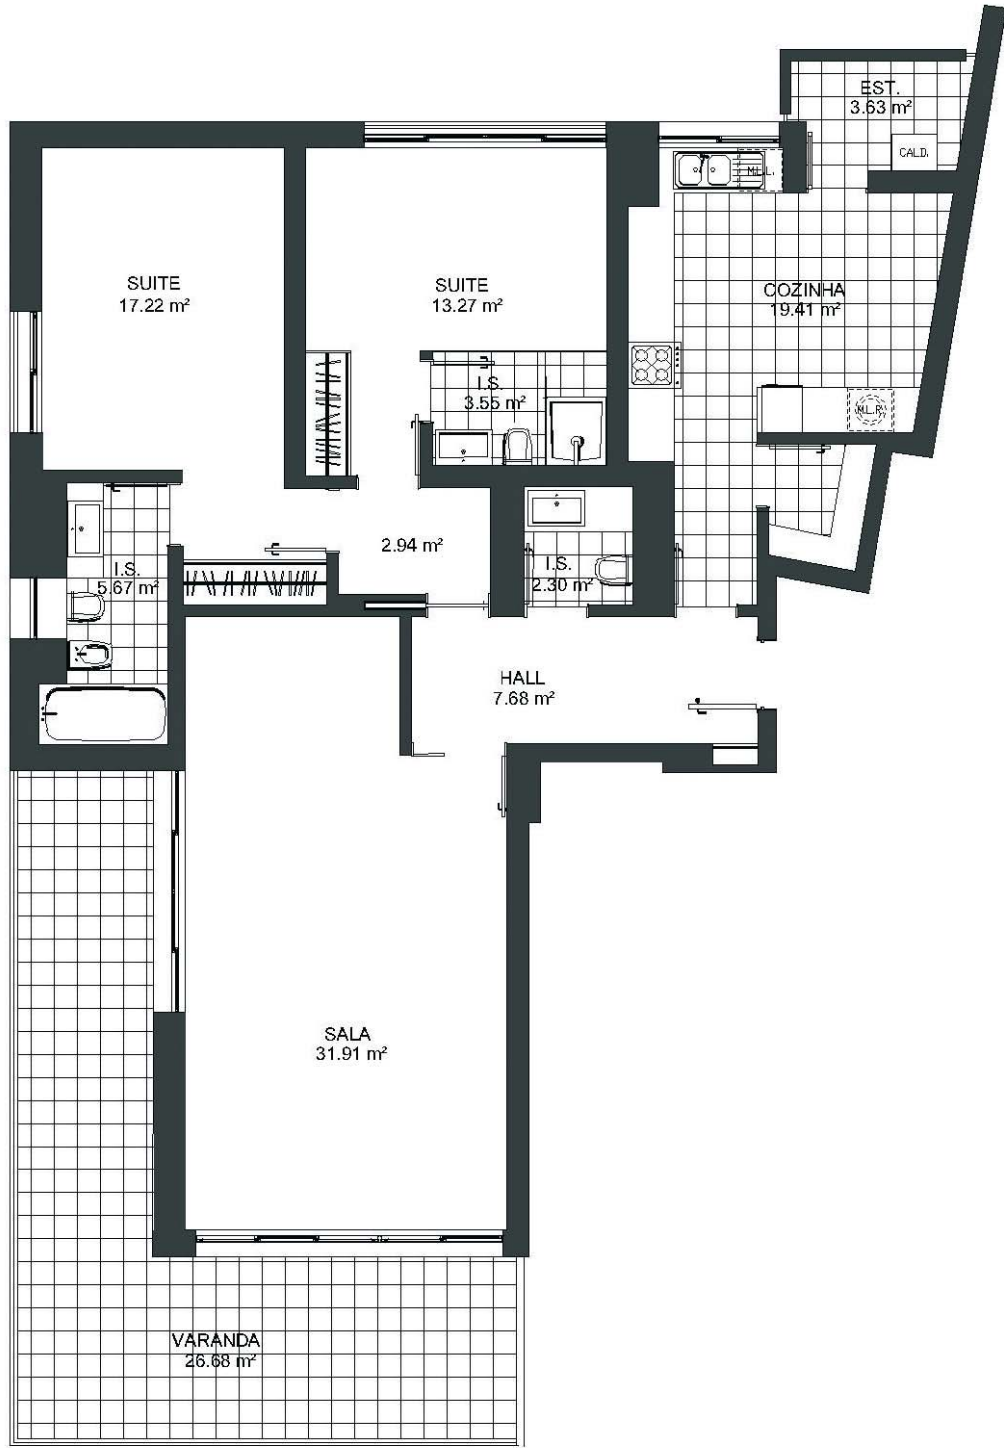 EST.
3.63 m²
CALD.
M.L.L.
SUITE
17.22 m²
SUITE
13.27 m²
COZINHA
19.41 m²
I.S.
3.55 m²
M.L.R.
2.94 m²
I.S.
5.67 m²
I.S.
2.30 m²
HALL
7.68 m²
SALA
31.91 m²
VARANDA
26.68 m²